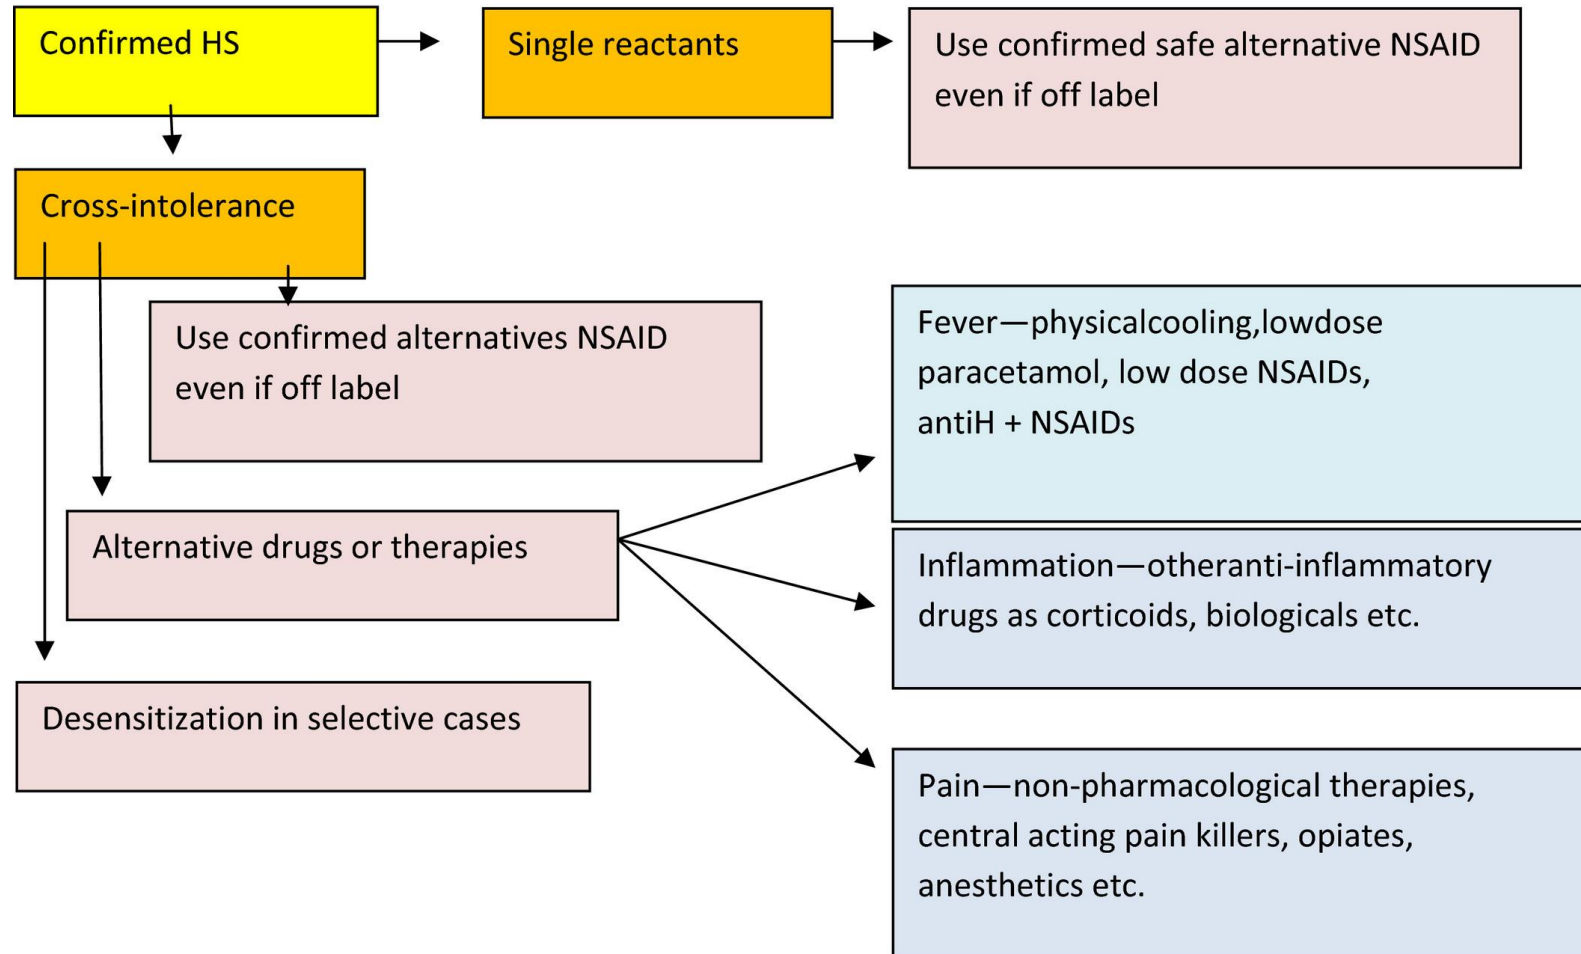 Confirmed HS
Single reactants
Use confirmed safe alternative NSAID
even if off label
Cross-intolerance
Use confirmed alternatives NSAID
even if off label
Alternative drugs or therapies
Desensitization in selective cases
Fever—physicalcooling,lowdose
paracetamol, low dose NSAIDs,
antiH + NSAIDs
Inflammation—otheranti-inflammatory
drugs as corticoids, biologicals etc.
Pain—non-pharmacological therapies,
central acting pain killers, opiates,
anesthetics etc.